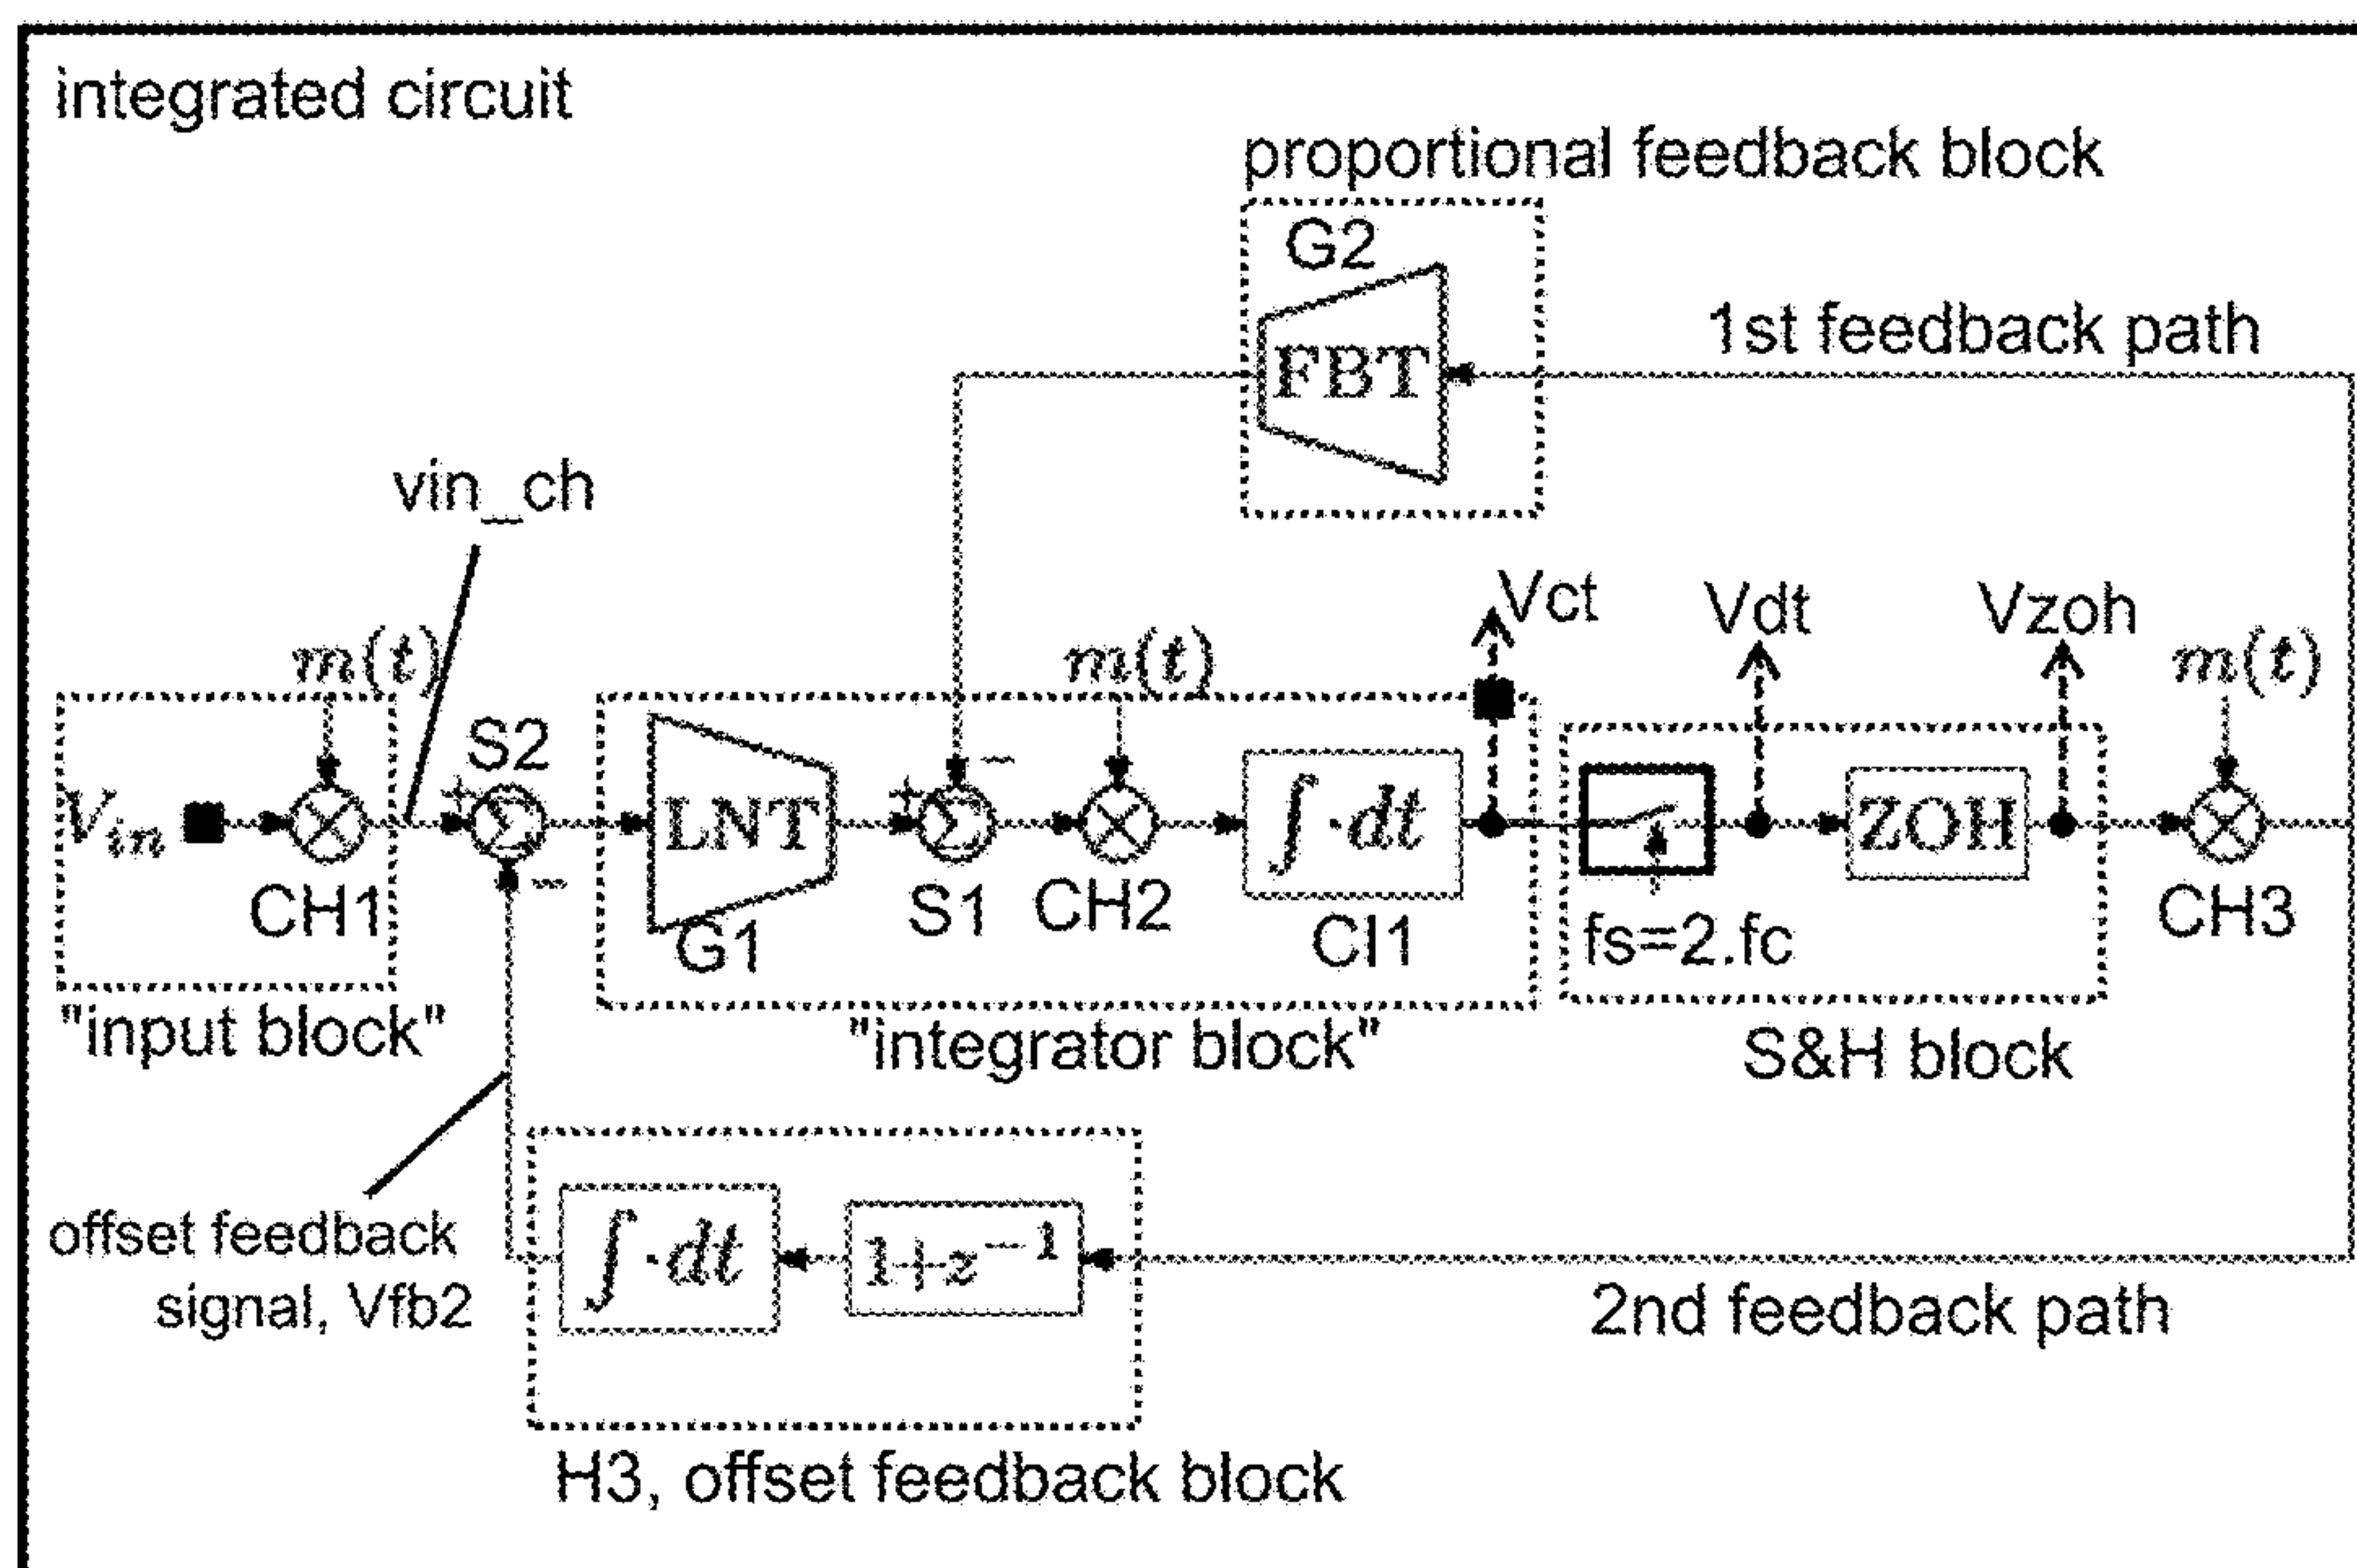 integrated circuit
proportional feedback block
G2
FBT
1st feedback path
vin_ch
Vct
Vdt
Vzoh
m(t)
m(t)
m(t)
S2
+
+
−
Vin
Σ
LNT
Σ
∫·dt
ZOH
−
CH1
G1
S1
CH2
CI1
fs=2.fc
CH3
"input block"
"integrator block"
S&H block
offset feedback
signal, Vfb2
∫·dt
1+z⁻¹
2nd feedback path
H3, offset feedback block